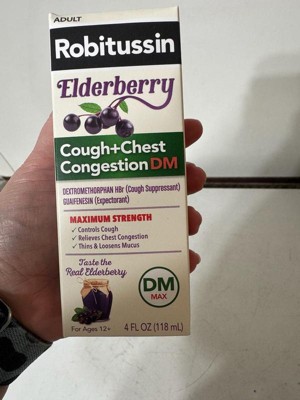 ADULT
Robitussin
Elderberry
Cough+Chest
Congestion DM
DEXTROMETHORPHAN HBr (Cough Suppressant)
GUAIFENESIN (Expectorant)
MAXIMUM STRENGTH
✓ Controls Cough
✓ Relieves Chest Congestion
✓ Thins & Loosens Mucus
Taste the
Real Elderberry
DM
MAX
For Ages 12+
4 FL OZ (118 mL)